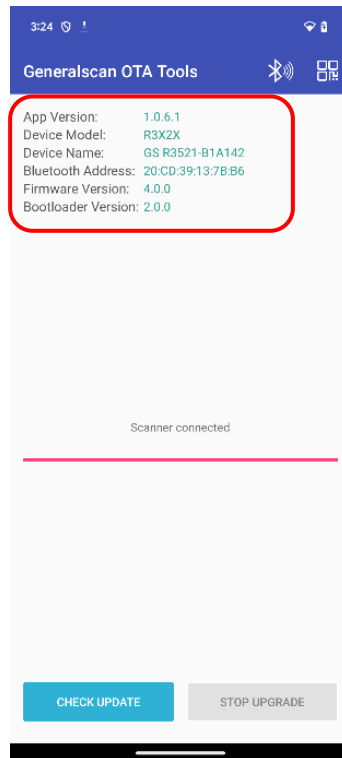 3:24
Generalscan OTA Tools
App Version: 1.0.6.1
Device Model: R3X2X
Device Name: GS R3521-B1A142
Bluetooth Address: 20:CD:39:13:7B:B6
Firmware Version: 4.0.0
Bootloader Version: 2.0.0
Scanner connected
CHECK UPDATE STOP UPGRADE